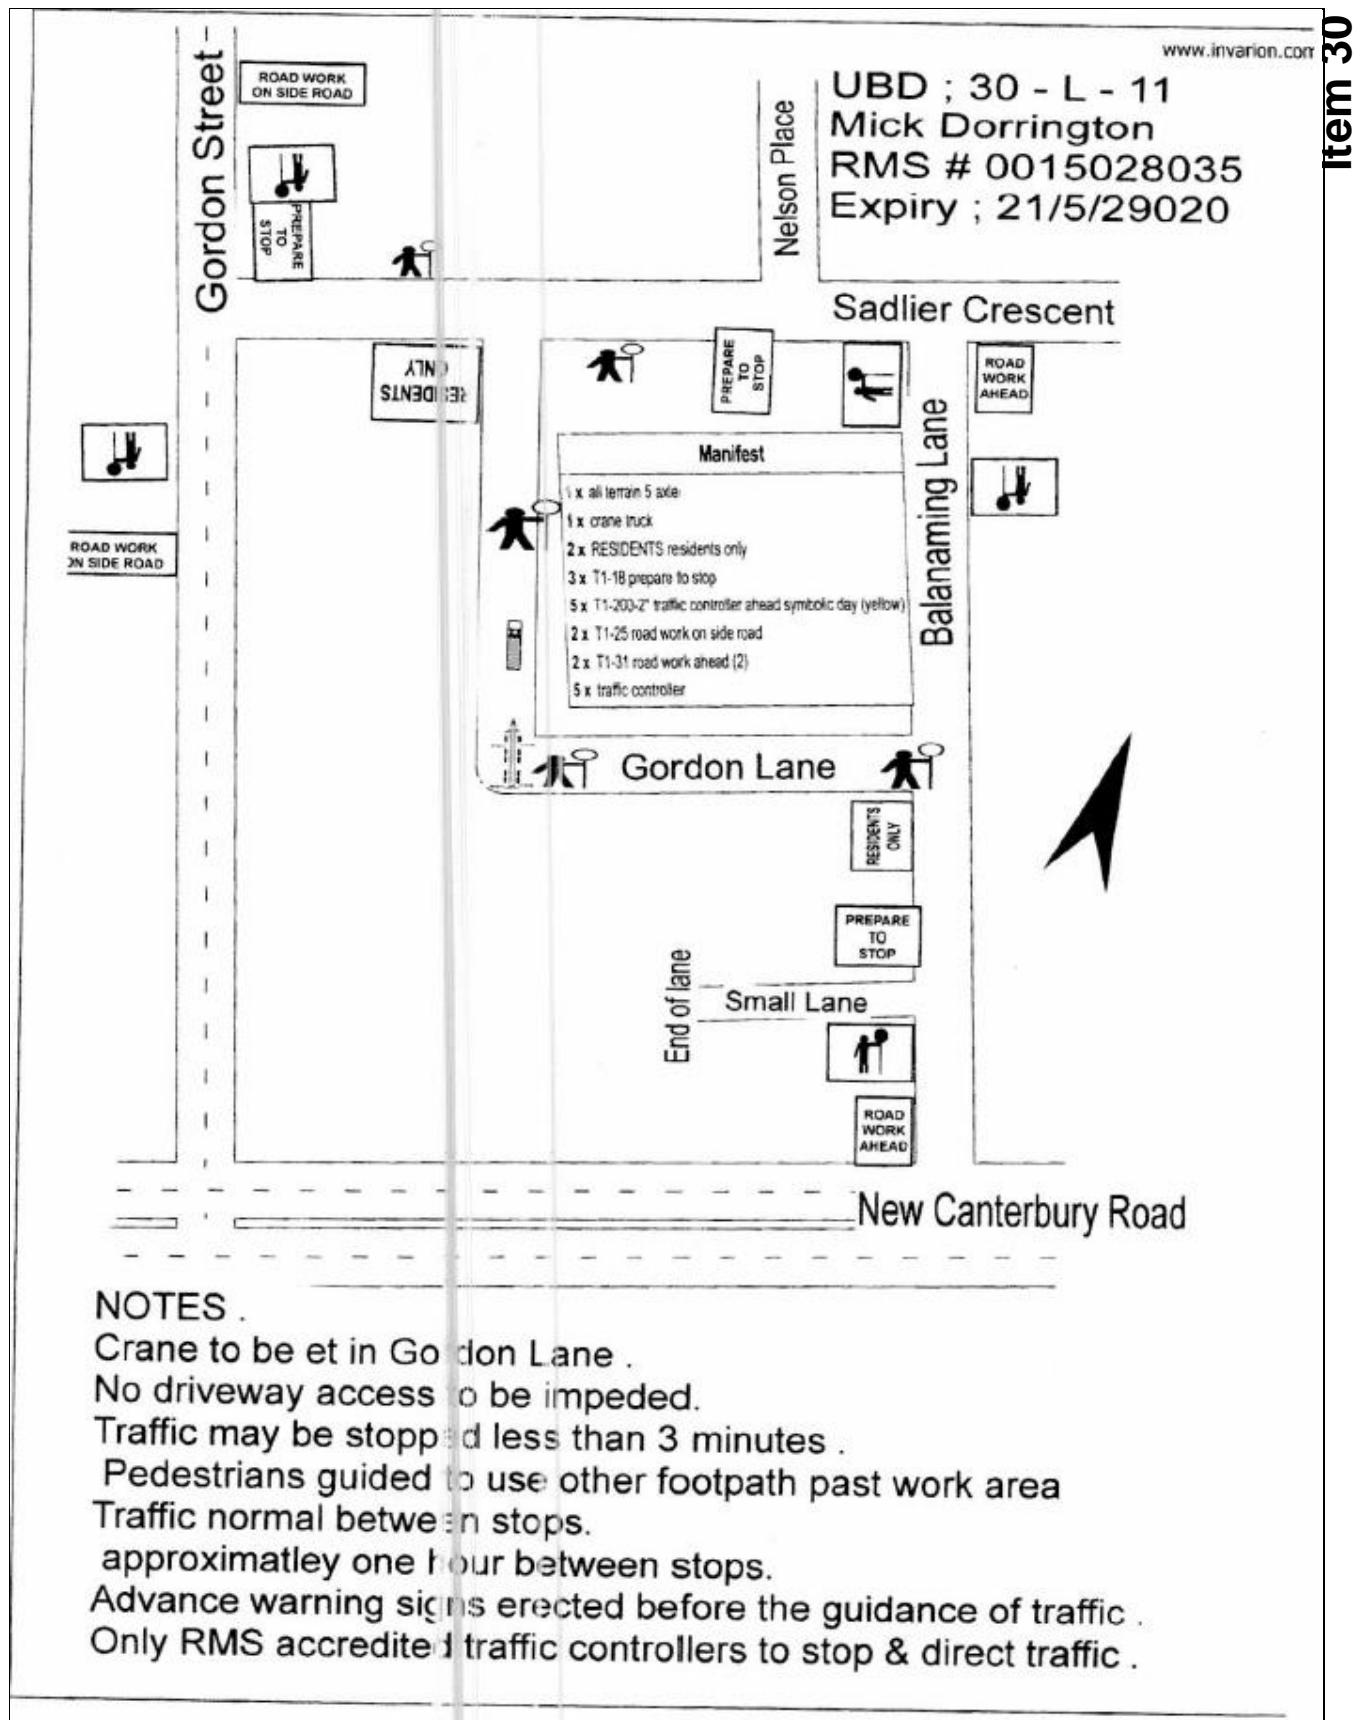 Item 30
www.invarion.com
UBD ; 30 - L - 11
Mick Dorrington
RMS # 0015028035
Expiry ; 21/5/29020
Gordon Street
ROAD WORK
ON SIDE ROAD
PREPARE
TO
STOP
Nelson Place
Sadlier Crescent
RESIDENTS
ONLY
PREPARE
TO
STOP
ROAD
WORK
AHEAD
Balanaming Lane
ROAD WORK
ON SIDE ROAD
Manifest
1 x all terrain 5 axle
1 x crane truck
2 x RESIDENTS residents only
3 x T1-18 prepare to stop
5 x T1-200-2* traffic controller ahead symbolic day (yellow)
2 x T1-25 road work on side road
2 x T1-31 road work ahead (2)
5 x traffic controller
Gordon Lane
RESIDENTS
ONLY
PREPARE
TO
STOP
End of lane
Small Lane
ROAD
WORK
AHEAD
New Canterbury Road
NOTES .
Crane to be et in Gordon Lane .
No driveway access to be impeded.
Traffic may be stopped less than 3 minutes .
Pedestrians guided to use other footpath past work area
Traffic normal between stops.
approximatley one hour between stops.
Advance warning signs erected before the guidance of traffic .
Only RMS accredited traffic controllers to stop & direct traffic .